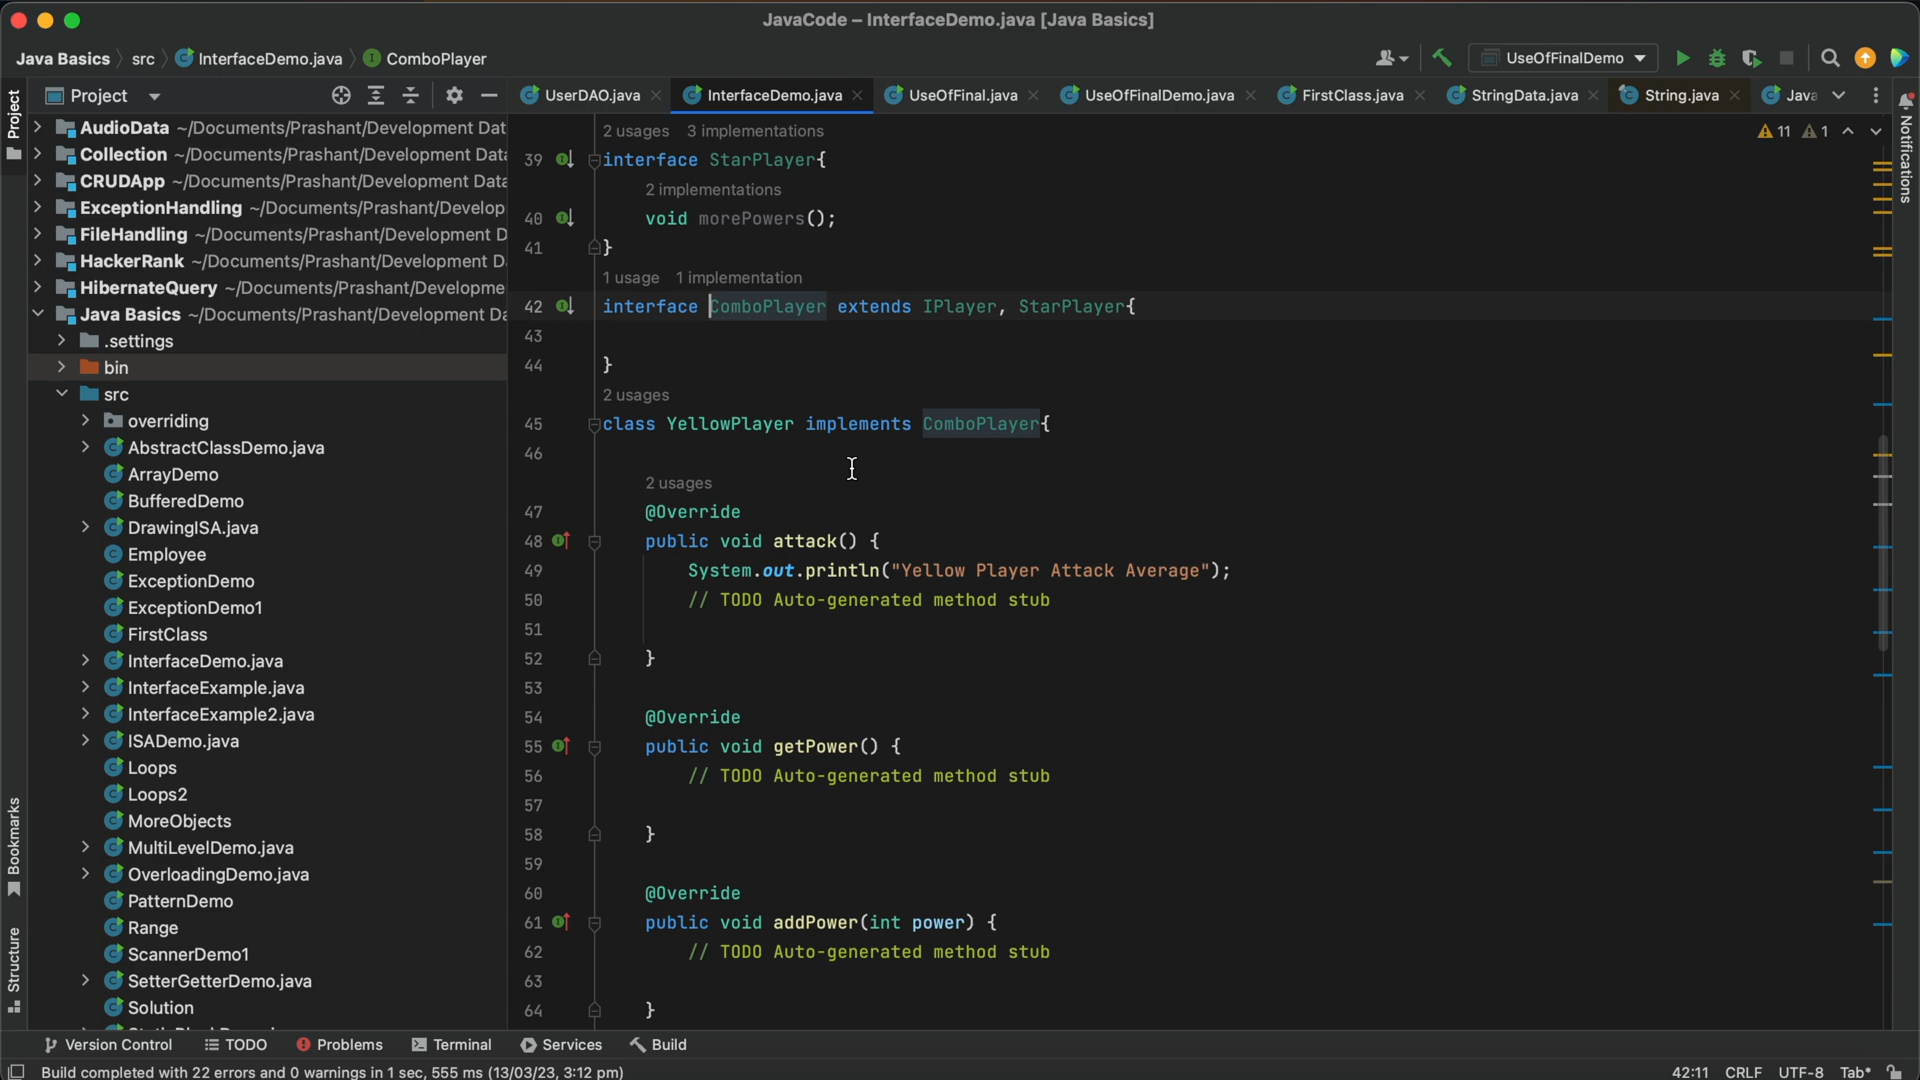 JavaCode – InterfaceDemo.java [Java Basics]
Java Basics src InterfaceDemo.java ComboPlayer
UseOfFinalDemo
Project
UserDAO.java InterfaceDemo.java UseOfFinal.java UseOfFinalDemo.java FirstClass.java StringData.java String.java Java
Project
Bookmarks
Structure
Notifications
AudioData ~/Documents/Prashant/Development Dat
Collection ~/Documents/Prashant/Development Data
CRUDApp ~/Documents/Prashant/Development Data
ExceptionHandling ~/Documents/Prashant/Develop
FileHandling ~/Documents/Prashant/Development D
HackerRank ~/Documents/Prashant/Development D
HibernateQuery ~/Documents/Prashant/Developme
Java Basics ~/Documents/Prashant/Development Da
.settings
bin
src
overriding
AbstractClassDemo.java
ArrayDemo
BufferedDemo
DrawingISA.java
Employee
ExceptionDemo
ExceptionDemo1
FirstClass
InterfaceDemo.java
InterfaceExample.java
InterfaceExample2.java
ISADemo.java
Loops
Loops2
MoreObjects
MultiLevelDemo.java
OverloadingDemo.java
PatternDemo
Range
ScannerDemo1
SetterGetterDemo.java
Solution
11 1
2 usages 3 implementations
39 interface StarPlayer{
2 implementations
40 void morePowers();
41 }
1 usage 1 implementation
42 interface ComboPlayer extends IPlayer, StarPlayer{
43
44 }
2 usages
45 class YellowPlayer implements ComboPlayer{
46
2 usages
47 @Override
48 public void attack() {
49 System.out.println("Yellow Player Attack Average");
50 // TODO Auto-generated method stub
51
52 }
53
54 @Override
55 public void getPower() {
56 // TODO Auto-generated method stub
57
58 }
59
60 @Override
61 public void addPower(int power) {
62 // TODO Auto-generated method stub
63
64 }
Version Control TODO Problems Terminal Services Build
Build completed with 22 errors and 0 warnings in 1 sec, 555 ms (13/03/23, 3:12 pm) 42:11 CRLF UTF-8 Tab*